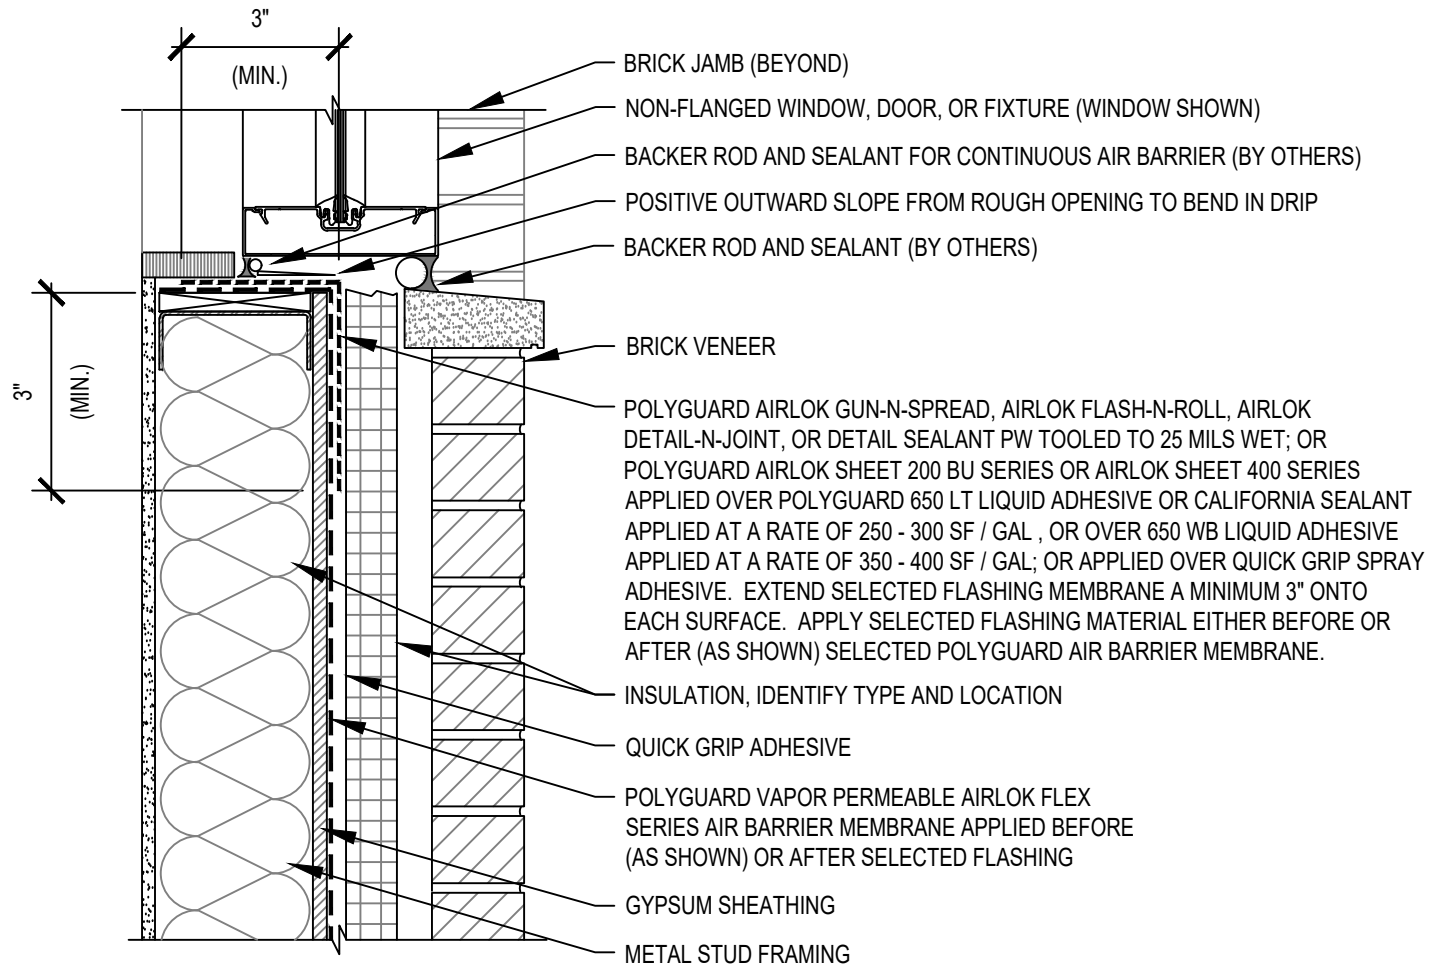 3"
(MIN.)
BRICK JAMB (BEYOND)
NON-FLANGED WINDOW, DOOR, OR FIXTURE (WINDOW SHOWN)
BACKER ROD AND SEALANT FOR CONTINUOUS AIR BARRIER (BY OTHERS)
POSITIVE OUTWARD SLOPE FROM ROUGH OPENING TO BEND IN DRIP
BACKER ROD AND SEALANT (BY OTHERS)
3"
(MIN.)
BRICK VENEER
POLYGUARD AIRLOK GUN-N-SPREAD, AIRLOK FLASH-N-ROLL, AIRLOK
DETAIL-N-JOINT, OR DETAIL SEALANT PW TOOLED TO 25 MILS WET; OR
POLYGUARD AIRLOK SHEET 200 BU SERIES OR AIRLOK SHEET 400 SERIES
APPLIED OVER POLYGUARD 650 LT LIQUID ADHESIVE OR CALIFORNIA SEALANT
APPLIED AT A RATE OF 250 - 300 SF / GAL , OR OVER 650 WB LIQUID ADHESIVE
APPLIED AT A RATE OF 350 - 400 SF / GAL; OR APPLIED OVER QUICK GRIP SPRAY
ADHESIVE.  EXTEND SELECTED FLASHING MEMBRANE A MINIMUM 3" ONTO
EACH SURFACE.  APPLY SELECTED FLASHING MATERIAL EITHER BEFORE OR
AFTER (AS SHOWN) SELECTED POLYGUARD AIR BARRIER MEMBRANE.
INSULATION, IDENTIFY TYPE AND LOCATION
QUICK GRIP ADHESIVE
POLYGUARD VAPOR PERMEABLE AIRLOK FLEX
SERIES AIR BARRIER MEMBRANE APPLIED BEFORE
(AS SHOWN) OR AFTER SELECTED FLASHING
GYPSUM SHEATHING
METAL STUD FRAMING